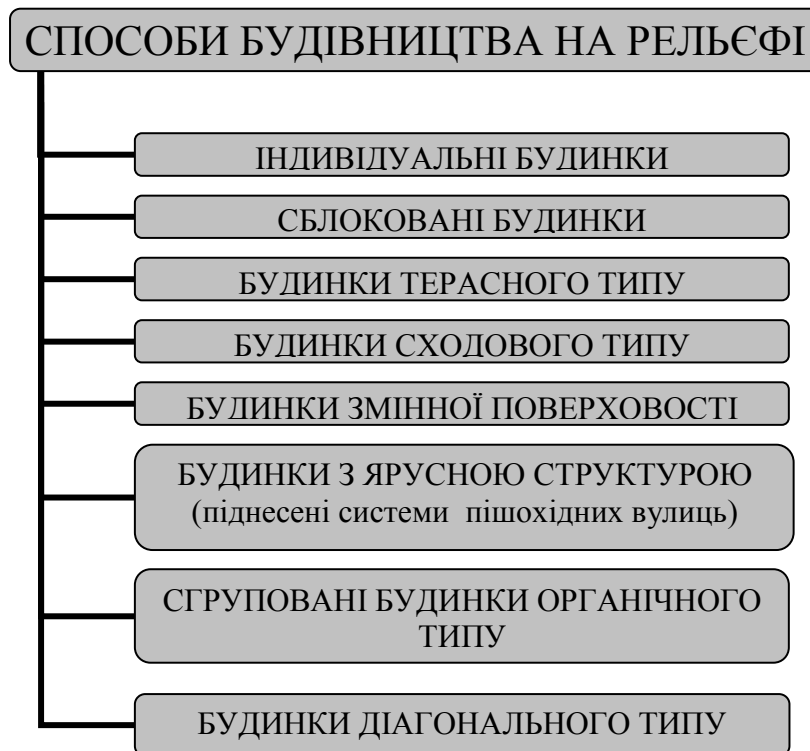 СПОСОБИ БУДІВНИЦТВА НА РЕЛЬЄФІ
ІНДИВІДУАЛЬНІ БУДИНКИ
СБЛОКОВАНІ БУДИНКИ
БУДИНКИ ТЕРАСНОГО ТИПУ
БУДИНКИ СХОДОВОГО ТИПУ
БУДИНКИ ЗМІННОЇ ПОВЕРХОВОСТІ
БУДИНКИ З ЯРУСНОЮ СТРУКТУРОЮ
(піднесені системи пішохідних вулиць)
СГРУПОВАНІ БУДИНКИ ОРГАНІЧНОГО
ТИПУ
БУДИНКИ ДІАГОНАЛЬНОГО ТИПУ